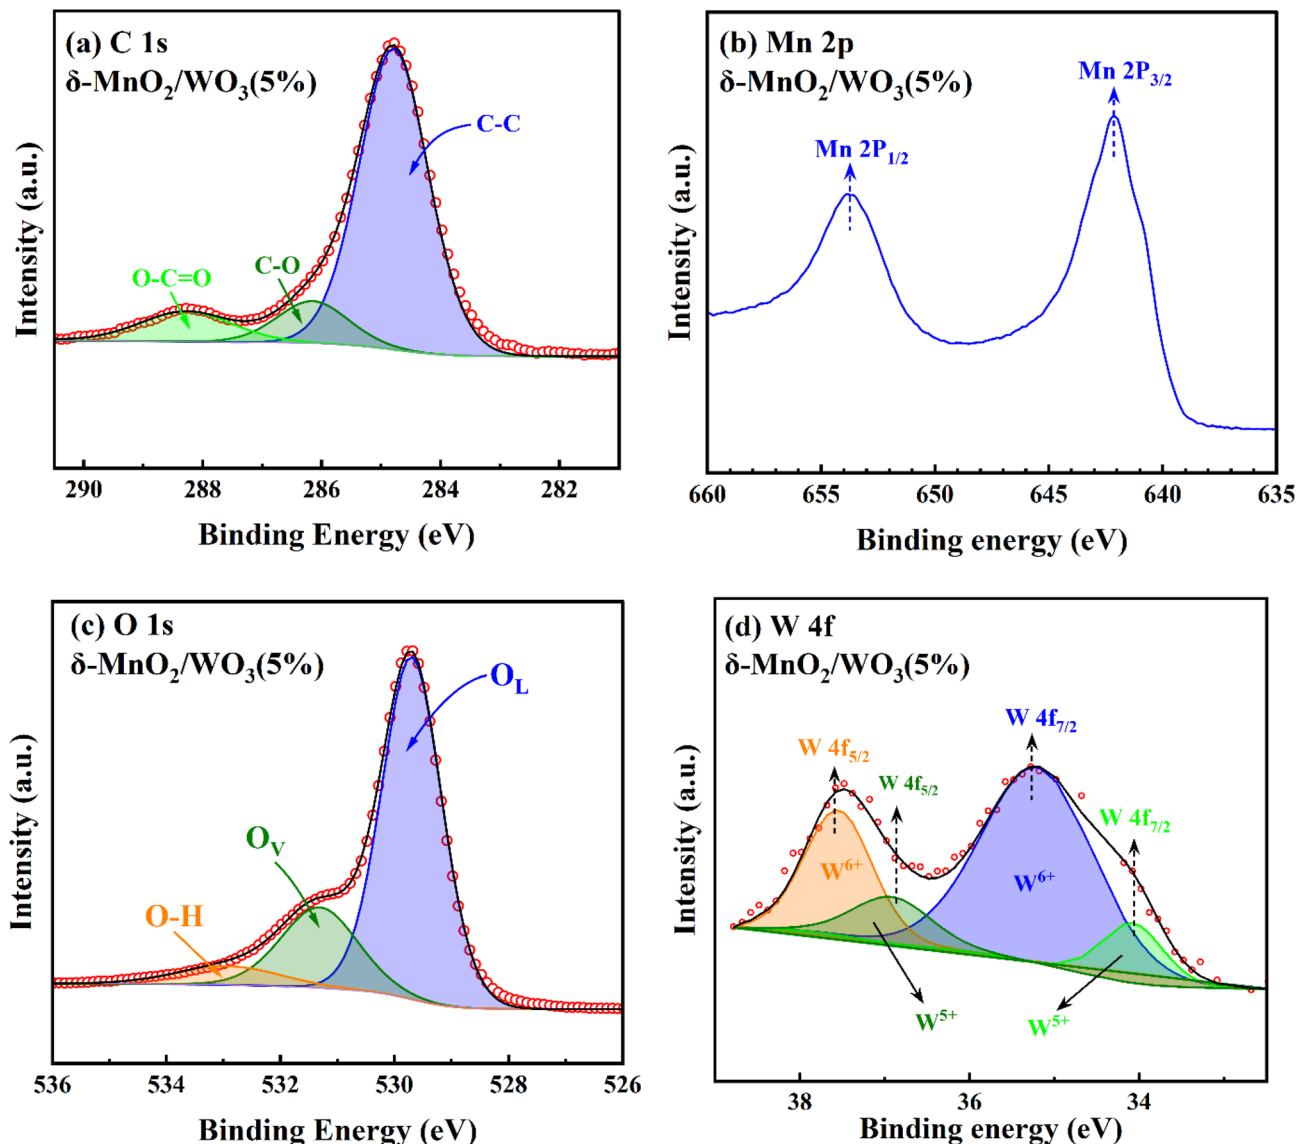 (a) C 1s
δ-MnO₂/WO₃(5%)
C-C
C-O
O-C=O
Intensity (a.u.)
290 288 286 284 282
Binding Energy (eV)
(b) Mn 2p
δ-MnO₂/WO₃(5%)
Mn 2P₃/₂
Mn 2P₁/₂
Intensity (a.u.)
660 655 650 645 640 635
Binding energy (eV)
(c) O 1s
δ-MnO₂/WO₃(5%)
O_L
O_V
O-H
Intensity (a.u.)
536 534 532 530 528 526
Binding Energy (eV)
(d) W 4f
δ-MnO₂/WO₃(5%)
W 4f₇/₂
W 4f₅/₂
W 4f₅/₂
W 4f₇/₂
W⁶⁺
W⁶⁺
W⁵⁺
W⁵⁺
Intensity (a.u.)
38 36 34
Binding energy (eV)